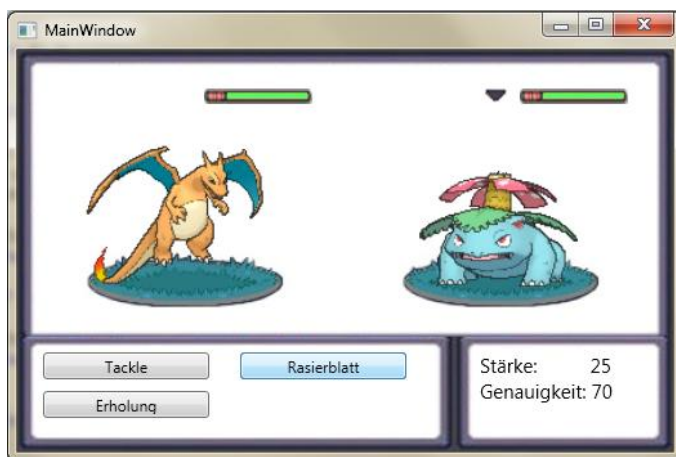 MainWindow
Tackle
Rasierblatt
Erholung
Stärke: 25
Genauigkeit: 70